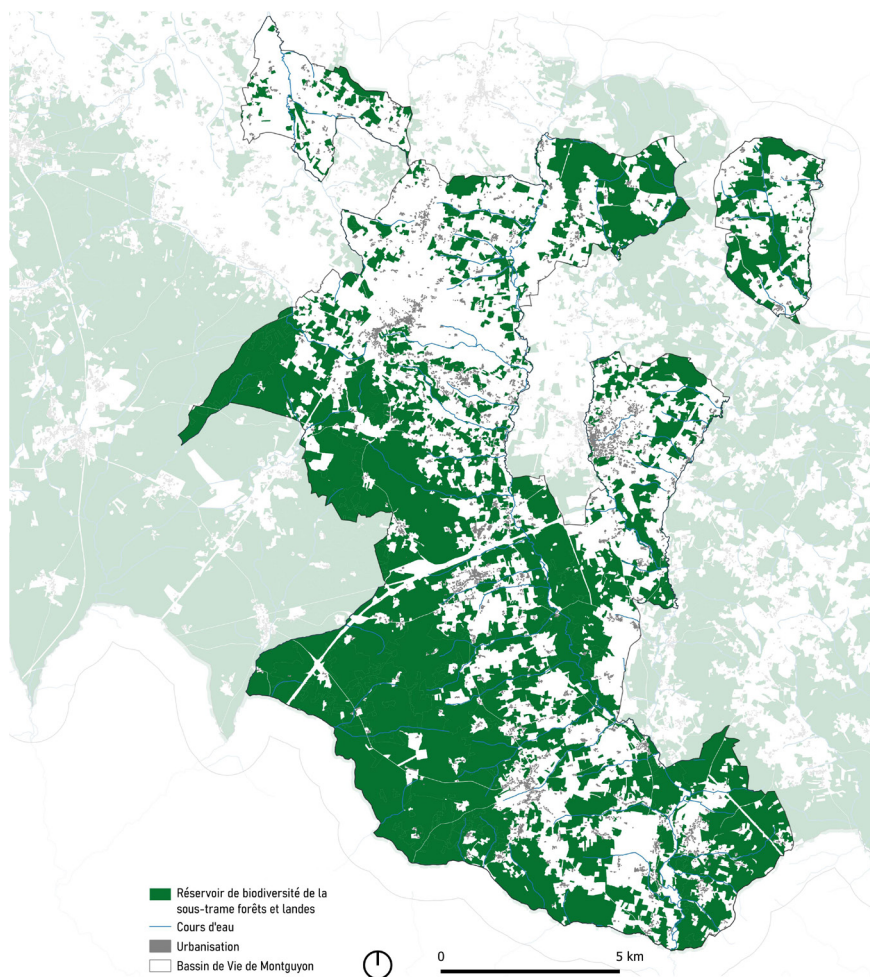 Réservoir de biodiversité de la
sous-trame forêts et landes
Cours d'eau
Urbanisation
Bassin de Vie de Montguyon
0 5 km